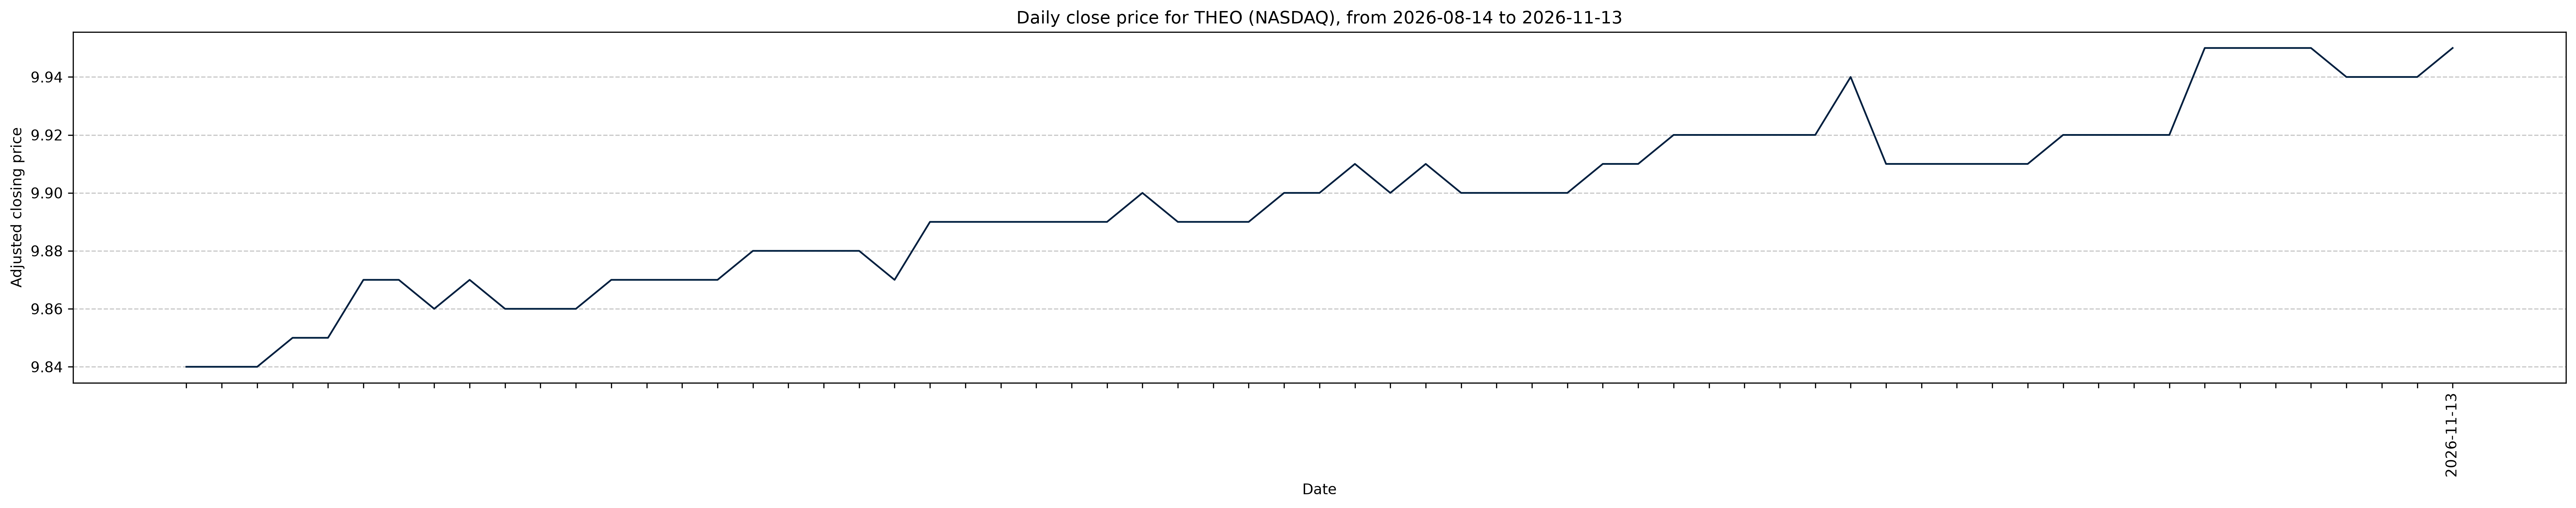 Daily close price for THEO (NASDAQ), from 2026-08-14 to 2026-11-13
Adjusted closing price
9.94
9.92
9.90
9.88
9.86
9.84
2026-11-13
Date